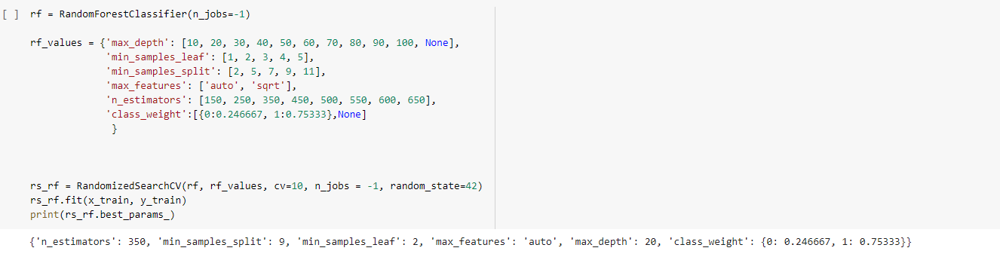 [ ] rf = RandomForestClassifier(n_jobs=-1)
rf_values = {'max_depth': [10, 20, 30, 40, 50, 60, 70, 80, 90, 100, None],
'min_samples_leaf': [1, 2, 3, 4, 5],
'min_samples_split': [2, 5, 7, 9, 11],
'max_features': ['auto', 'sqrt'],
'n_estimators': [150, 250, 350, 450, 500, 550, 600, 650],
'class_weight':[{0:0.246667, 1:0.75333},None]
}
rs_rf = RandomizedSearchCV(rf, rf_values, cv=10, n_jobs = -1, random_state=42)
rs_rf.fit(x_train, y_train)
print(rs_rf.best_params_)
{'n_estimators': 350, 'min_samples_split': 9, 'min_samples_leaf': 2, 'max_features': 'auto', 'max_depth': 20, 'class_weight': {0: 0.246667, 1: 0.75333}}